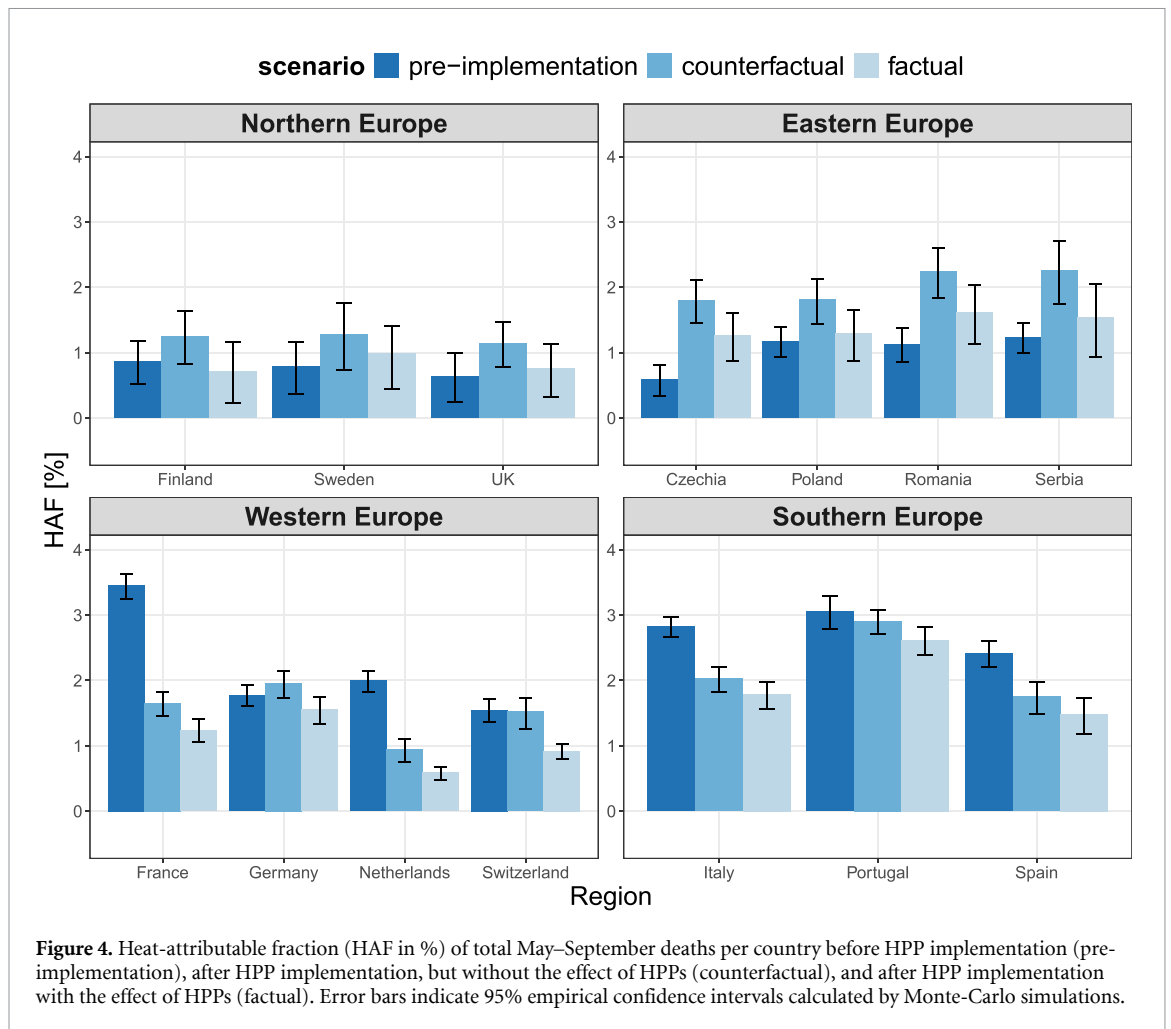 scenario pre−implementation counterfactual factual
Northern Europe
4
3
2
1
0
Finland Sweden UK
Eastern Europe
4
3
2
1
0
Czechia Poland Romania Serbia
HAF [%]
Western Europe
4
3
2
1
0
France Germany Netherlands Switzerland
Southern Europe
4
3
2
1
0
Italy Portugal Spain
Region
Figure 4. Heat-attributable fraction (HAF in %) of total May–September deaths per country before HPP implementation (pre-
implementation), after HPP implementation, but without the effect of HPPs (counterfactual), and after HPP implementation
with the effect of HPPs (factual). Error bars indicate 95% empirical confidence intervals calculated by Monte-Carlo simulations.